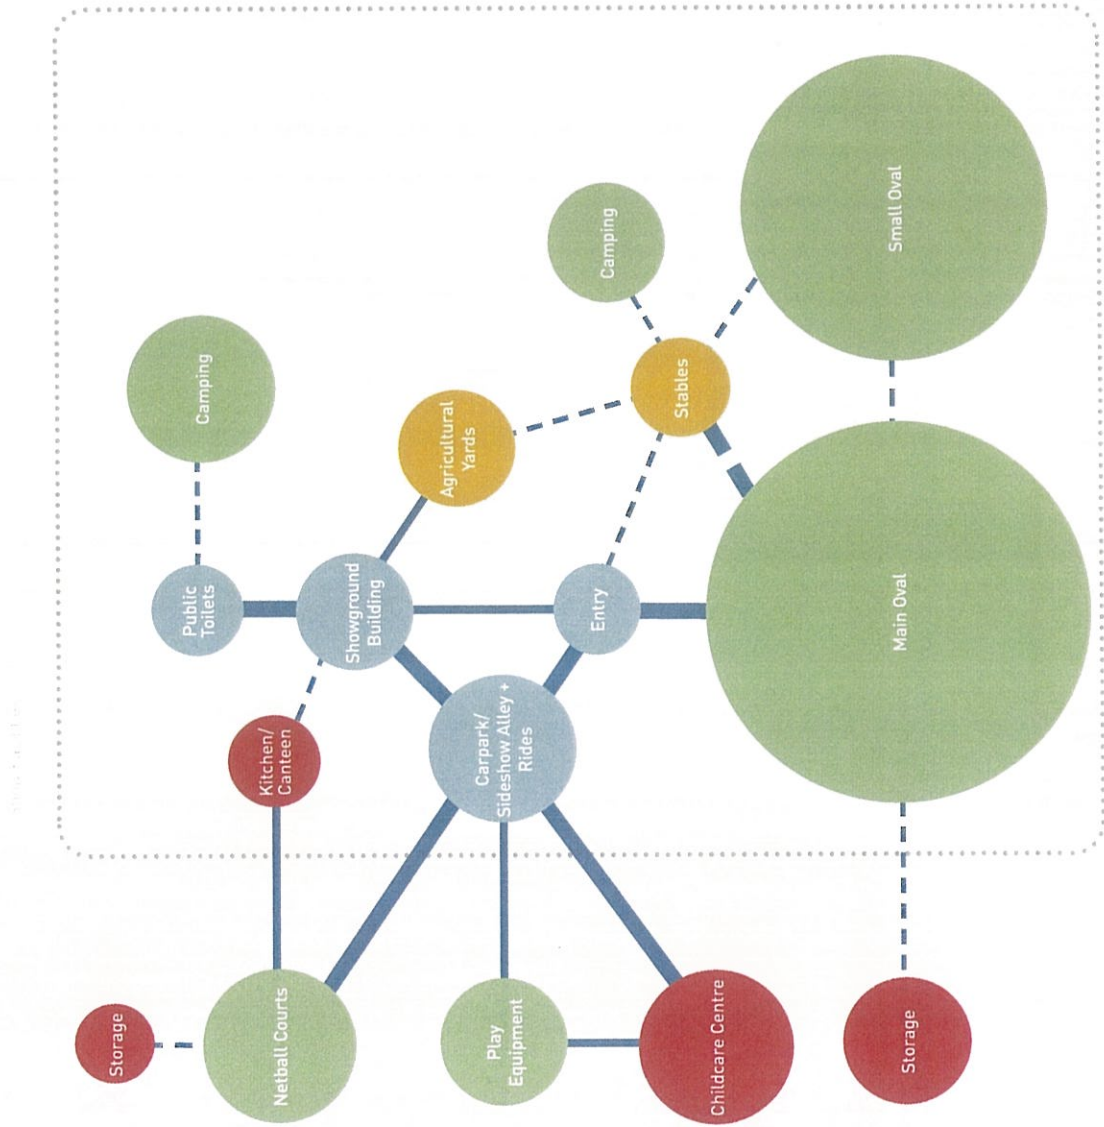 Storage
Netball Courts
Play
Equipment
Childcare Centre
Storage
Kitchen/
Canteen
Carpark/
Sideshow Alley +
Rides
Public
Toilets
Showground
Building
Entry
Main Oval
Agricultural
Yards
Stables
Camping
Camping
Small Oval